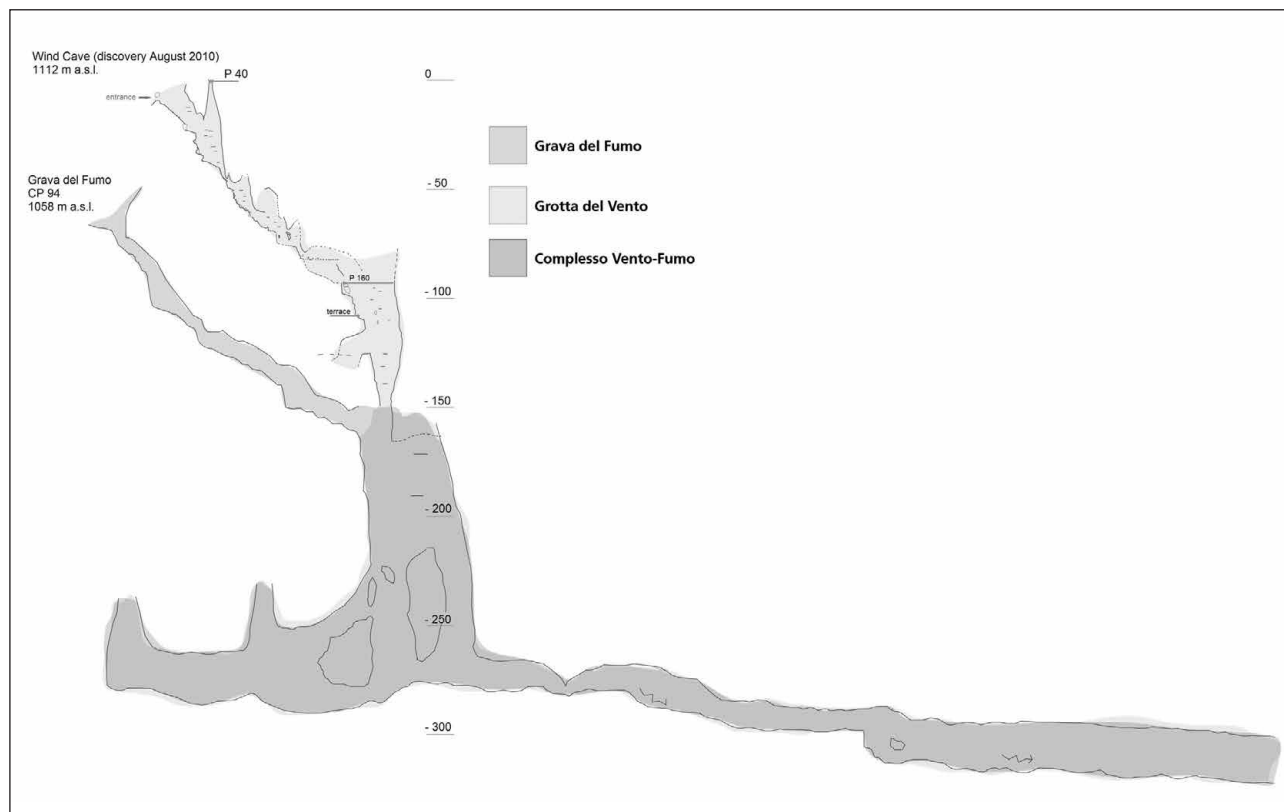 Wind Cave (discovery August 2010)
1112 m a.s.l.
P 40
0
entrance
Grava del Fumo
Grava del Fumo
CP 94
1058 m a.s.l.
- 50
Grotta del Vento
Complesso Vento-Fumo
P 160
- 100
terrace
- 150
- 200
- 250
- 300